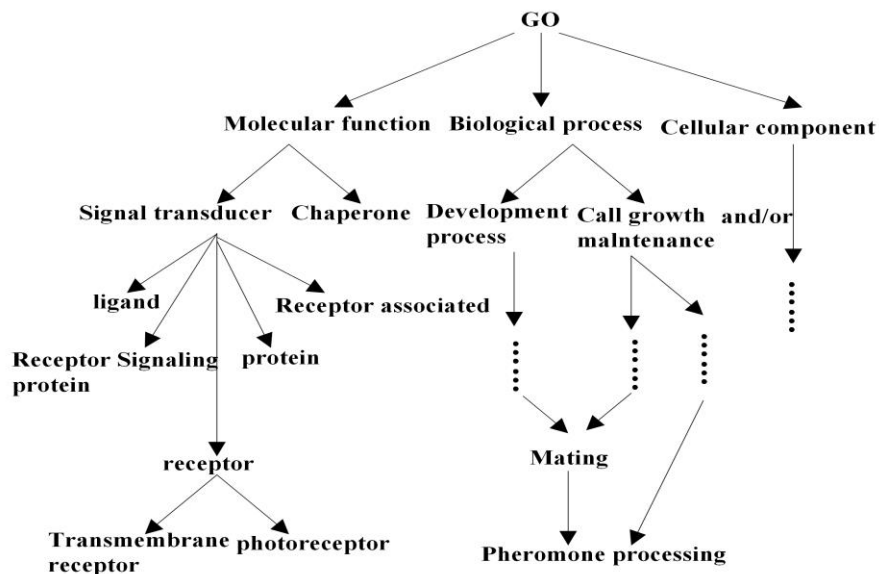 GO
Molecular function
Biological process
Cellular component
Signal transducer
Chaperone
Development
process
Call growth
malntenance
and/or
ligand
Receptor associated
Receptor Signaling
protein
protein
receptor
Mating
Transmembrane
receptor
photoreceptor
Pheromone processing